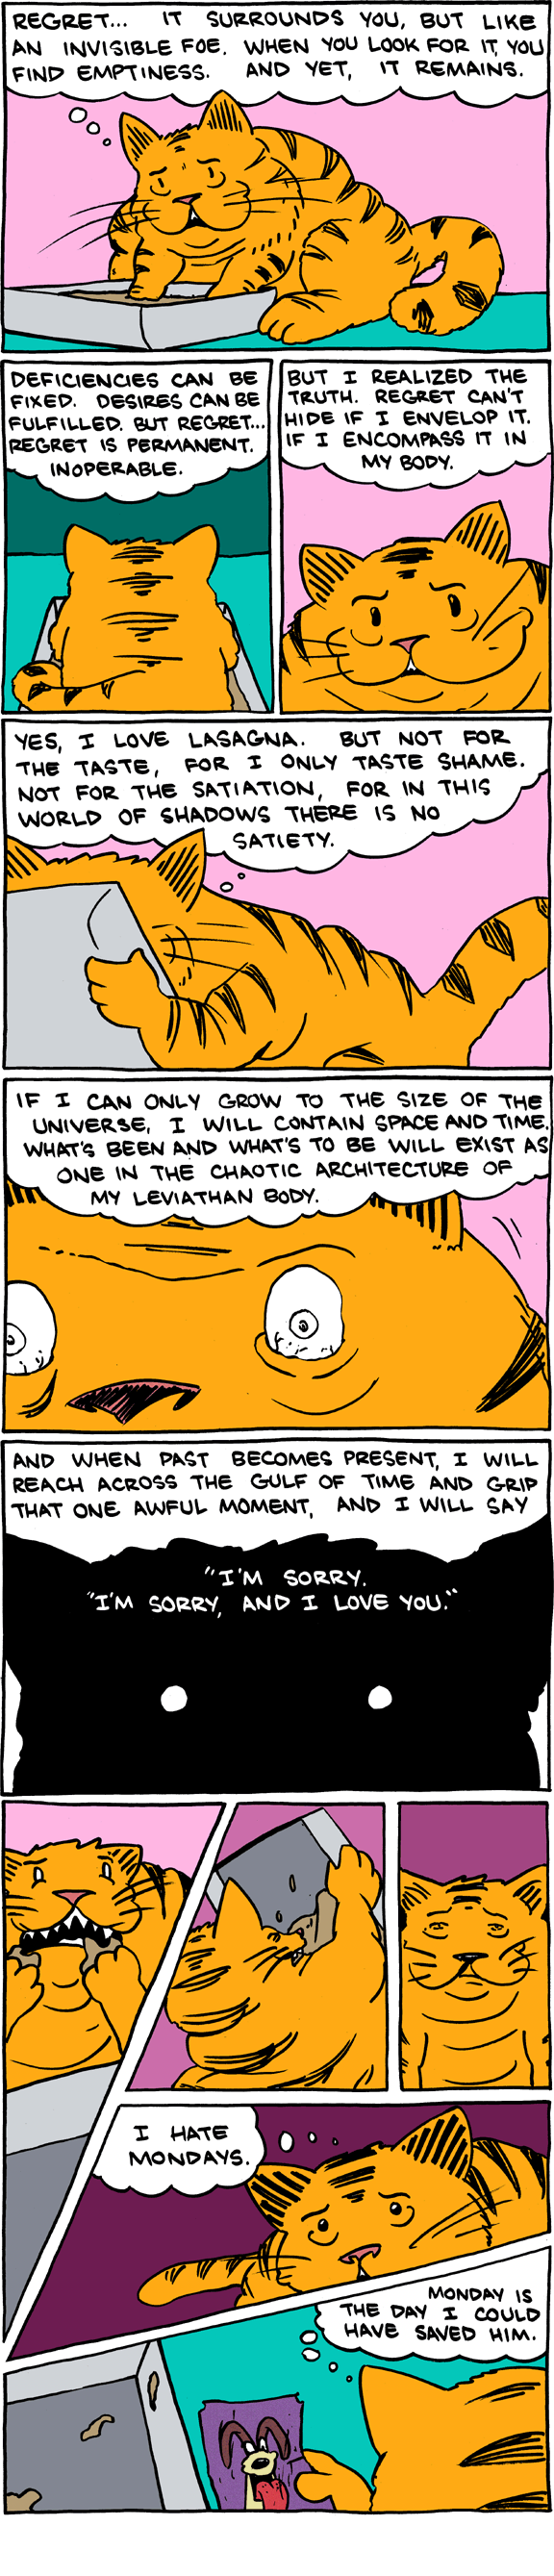 REGRET... IT SURROUNDS YOU, BUT LIKE
AN INVISIBLE FOE. WHEN YOU LOOK FOR IT, YOU
FIND EMPTINESS. AND YET, IT REMAINS.
DEFICIENCIES CAN BE
FIXED. DESIRES CAN BE
FULFILLED. BUT REGRET...
REGRET IS PERMANENT.
INOPERABLE.
BUT I REALIZED THE
TRUTH. REGRET CAN'T
HIDE IF I ENVELOP IT.
IF I ENCOMPASS IT IN
MY BODY.
YES, I LOVE LASAGNA. BUT NOT FOR
THE TASTE, FOR I ONLY TASTE SHAME.
NOT FOR THE SATIATION, FOR IN THIS
WORLD OF SHADOWS THERE IS NO
SATIETY.
IF I CAN ONLY GROW TO THE SIZE OF THE
UNIVERSE, I WILL CONTAIN SPACE AND TIME.
WHAT'S BEEN AND WHAT'S TO BE WILL EXIST AS
ONE IN THE CHAOTIC ARCHITECTURE OF
MY LEVIATHAN BODY.
AND WHEN PAST BECOMES PRESENT, I WILL
REACH ACROSS THE GULF OF TIME AND GRIP
THAT ONE AWFUL MOMENT, AND I WILL SAY
"I'M SORRY.
"I'M SORRY, AND I LOVE YOU."
I HATE
MONDAYS.
MONDAY IS
THE DAY I COULD
HAVE SAVED HIM.